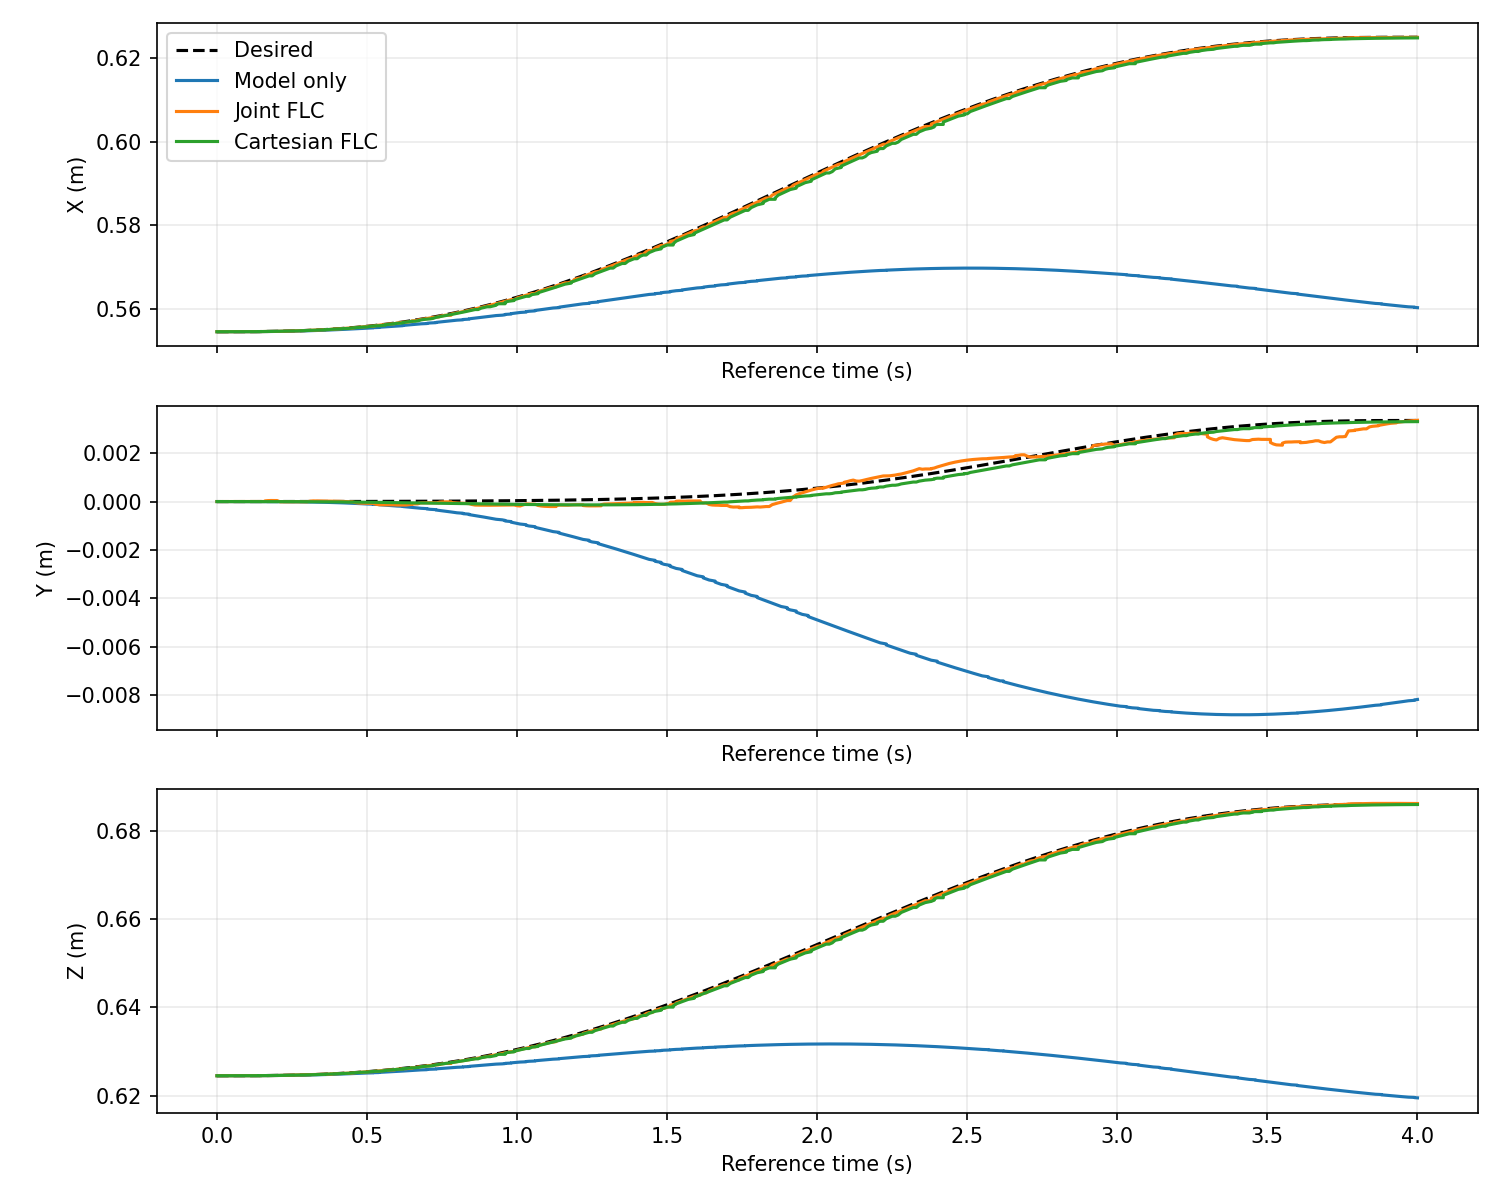 0.62
0.60
0.58
0.56
X (m)
Desired
Model only
Joint FLC
Cartesian FLC
Reference time (s)
0.002
0.000
−0.002
−0.004
−0.006
−0.008
Y (m)
Reference time (s)
0.68
0.66
0.64
0.62
Z (m)
0.0 0.5 1.0 1.5 2.0 2.5 3.0 3.5 4.0
Reference time (s)